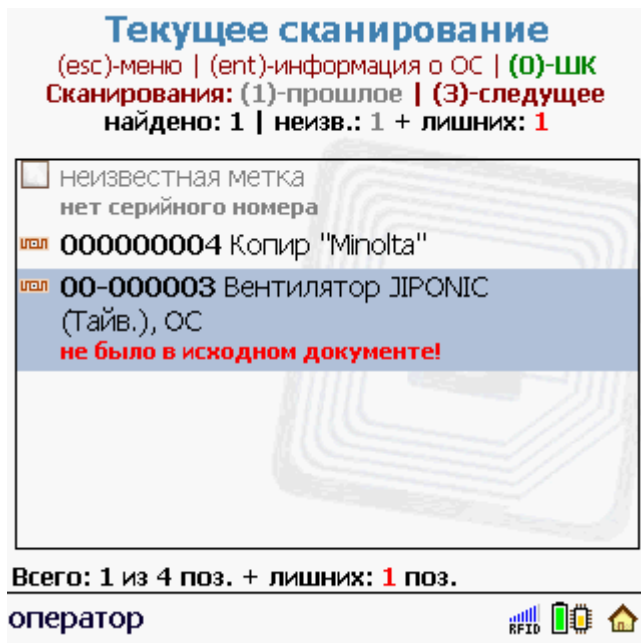 Текущее сканирование
(esc)-меню | (ent)-информация о ОС | (0)-ШК
Сканирования: (1)-прошлое | (3)-следущее
найдено: 1 | неизв.: 1 + лишних: 1
неизвестная метка
нет серийного номера
000000004 Копир "Minolta"
00-000003 Вентилятор JIPONIC
(Тайв.), ОС
не было в исходном документе!
Всего: 1 из 4 поз. + лишних: 1 поз.
оператор
RFID